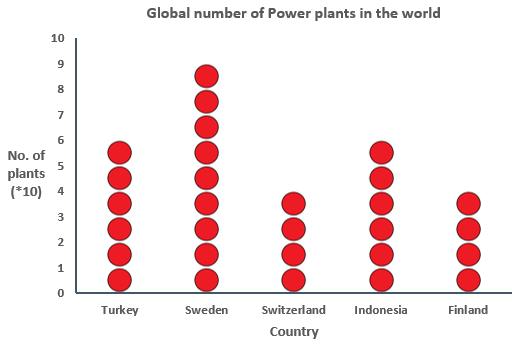 Global number of Power plants in the world
10
9
8
7
6
5
4
3
2
1
0
No. of
plants
(*10)
Turkey Sweden Switzerland Indonesia Finland
Country